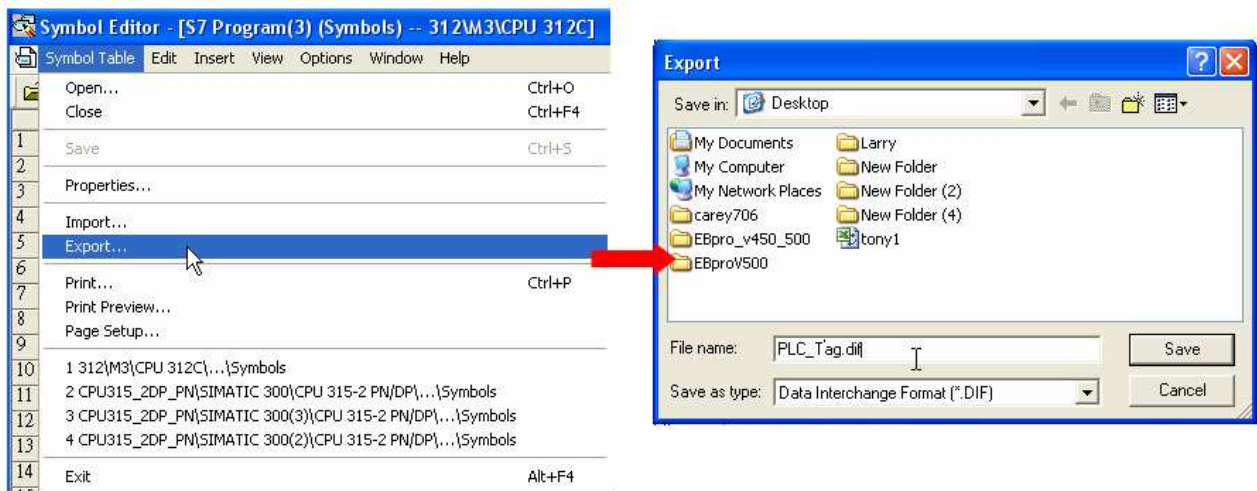 Symbol Editor - [S7 Program(3) (Symbols) -- 312\M3\CPU 312C]
Symbol Table Edit Insert View Options Window Help
Open... Ctrl+O
Close Ctrl+F4
Save Ctrl+S
Properties...
Import...
Export...
Print... Ctrl+P
Print Preview...
Page Setup...
1 312\M3\CPU 312C\...\Symbols
2 CPU315_2DP_PN\SIMATIC 300\CPU 315-2 PN/DP\...\Symbols
3 CPU315_2DP_PN\SIMATIC 300(3)\CPU 315-2 PN/DP\...\Symbols
4 CPU315_2DP_PN\SIMATIC 300(2)\CPU 315-2 PN/DP\...\Symbols
Exit Alt+F4
1
2
3
4
5
6
7
8
9
10
11
12
13
14
Export
Save in: Desktop
My Documents
My Computer
My Network Places
carey706
EBpro_v450_500
EBproV500
Larry
New Folder
New Folder (2)
New Folder (4)
tony1
File name: PLC_Tag.dif
Save
Save as type: Data Interchange Format (*.DIF)
Cancel